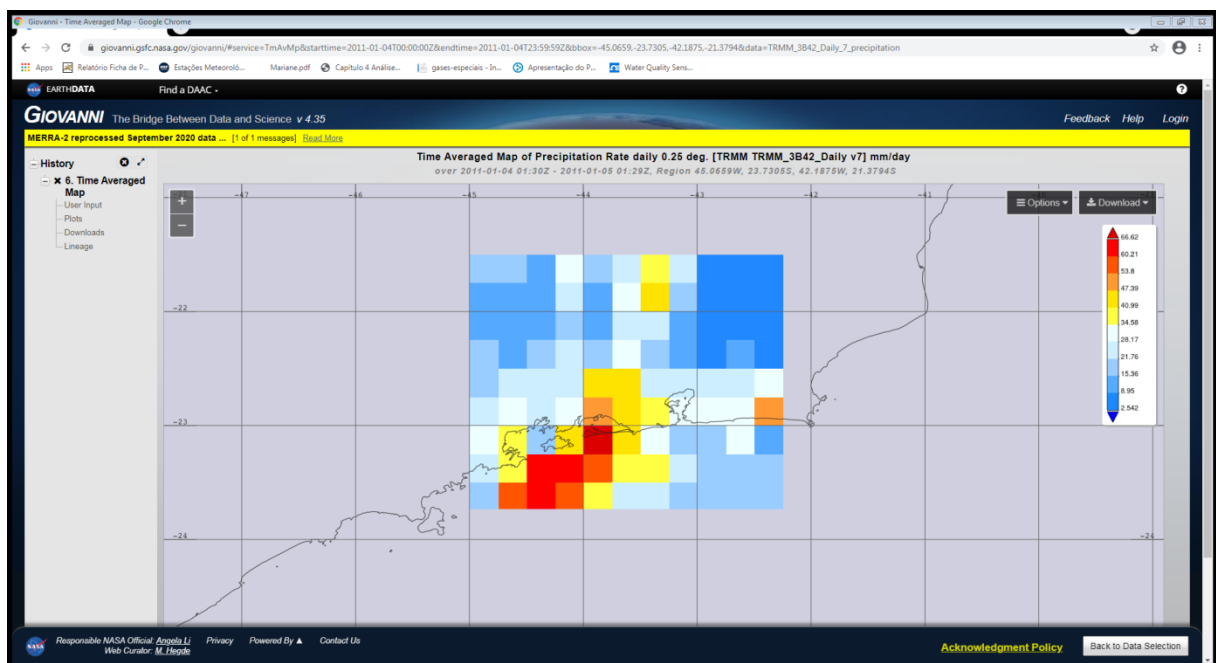 Giovanni - Time Averaged Map - Google Chrome
giovanni.gsfc.nasa.gov/giovanni/#service=TmAvMp&starttime=2011-01-04T00:00:00Z&endtime=2011-01-04T23:59:59Z&bbox=-45.0659,-23.7305,-42.1875,-21.3794&data=TRMM_3B42_Daily_7_precipitation
Apps Relatório Ficha de P... Estações Meteoroló... Mariane.pdf Capítulo 4 Análise... gases-especiais - In... Apresentação do P... Water Quality Sens...
EARTHDATA Find a DAAC
GIOVANNI The Bridge Between Data and Science v 4.35 Feedback Help Login
MERRA-2 reprocessed September 2020 data ... [1 of 1 messages] Read More
History
6. Time Averaged Map
User Input
Plots
Downloads
Lineage
Time Averaged Map of Precipitation Rate daily 0.25 deg. [TRMM TRMM_3B42_Daily v7] mm/day
over 2011-01-04 01:30Z - 2011-01-05 01:29Z, Region 45.0659W, 23.7305S, 42.1875W, 21.3794S
+
−
-47 -46 -45 -44 -43 -42 -41
Options Download
66.62
60.21
53.8
47.39
40.99
34.58
28.17
21.76
15.36
8.95
2.542
-22
-23
-24 -24
NASA Responsible NASA Official: Angela Li Privacy Powered By ▲ Contact Us
Web Curator: M. Hegde
Acknowledgment Policy Back to Data Selection